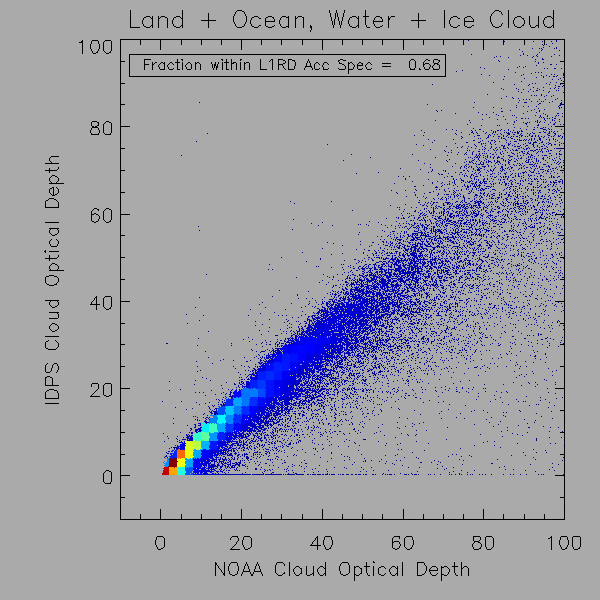 Land + Ocean, Water + Ice Cloud
100
Fraction within L1RD Acc Spec = 0.68
80
60
40
20
0
IDPS Cloud Optical Depth
0 20 40 60 80 100
NOAA Cloud Optical Depth